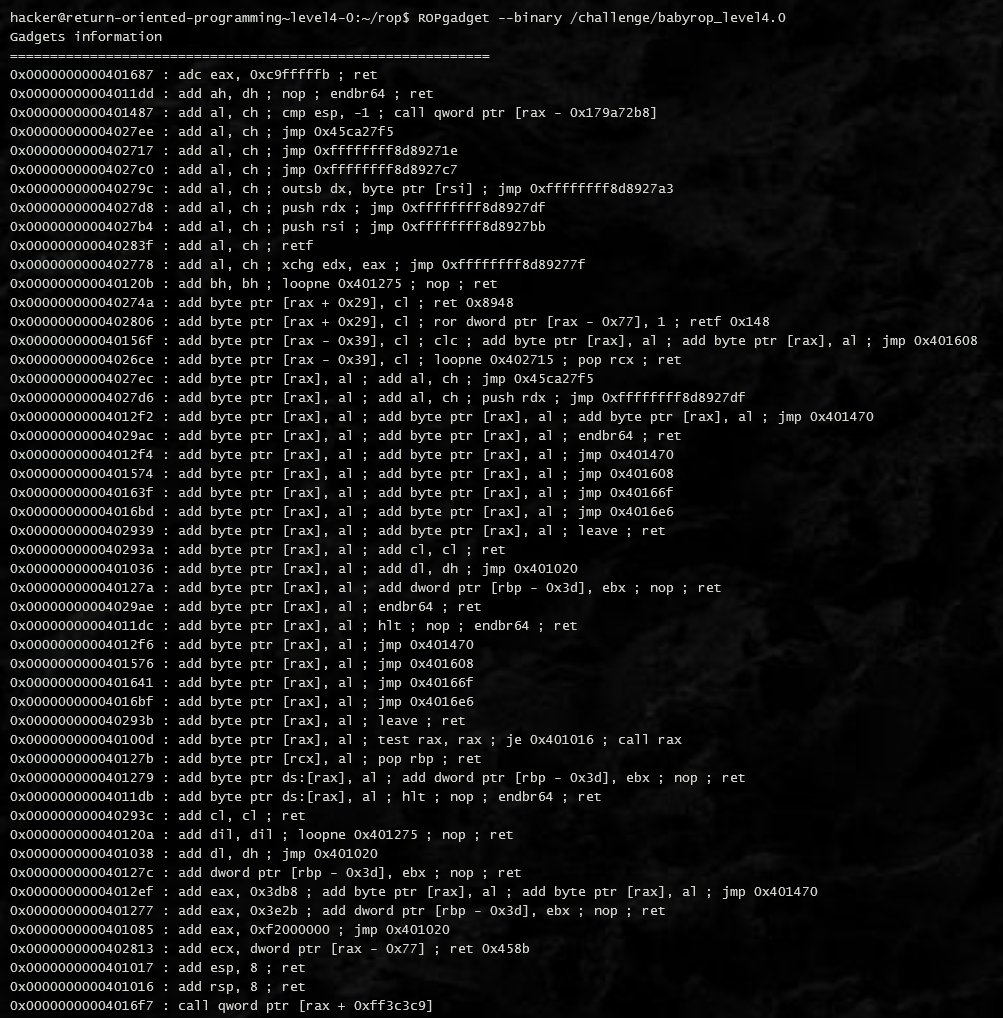 hacker@return-oriented-programming~level4-0:~/rop$ ROPgadget --binary /challenge/babyrop_level4.0
Gadgets information
============================================================
0x0000000000401687 : adc eax, 0xc9fffffb ; ret
0x00000000004011dd : add ah, dh ; nop ; endbr64 ; ret
0x0000000000401487 : add al, ch ; cmp esp, -1 ; call qword ptr [rax - 0x179a72b8]
0x00000000004027ee : add al, ch ; jmp 0x45ca27f5
0x0000000000402717 : add al, ch ; jmp 0xffffffff8d89271e
0x00000000004027c0 : add al, ch ; jmp 0xffffffff8d8927c7
0x000000000040279c : add al, ch ; outsb dx, byte ptr [rsi] ; jmp 0xffffffff8d8927a3
0x00000000004027d8 : add al, ch ; push rdx ; jmp 0xffffffff8d8927df
0x00000000004027b4 : add al, ch ; push rsi ; jmp 0xffffffff8d8927bb
0x000000000040283f : add al, ch ; retf
0x0000000000402778 : add al, ch ; xchg edx, eax ; jmp 0xffffffff8d89277f
0x000000000040120b : add bh, bh ; loopne 0x401275 ; nop ; ret
0x000000000040274a : add byte ptr [rax + 0x29], cl ; ret 0x8948
0x0000000000402806 : add byte ptr [rax + 0x29], cl ; ror dword ptr [rax - 0x77], 1 ; retf 0x148
0x000000000040156f : add byte ptr [rax - 0x39], cl ; clc ; add byte ptr [rax], al ; add byte ptr [rax], al ; jmp 0x401608
0x00000000004026ce : add byte ptr [rax - 0x39], cl ; loopne 0x402715 ; pop rcx ; ret
0x00000000004027ec : add byte ptr [rax], al ; add al, ch ; jmp 0x45ca27f5
0x00000000004027d6 : add byte ptr [rax], al ; add al, ch ; push rdx ; jmp 0xffffffff8d8927df
0x00000000004012f2 : add byte ptr [rax], al ; add byte ptr [rax], al ; add byte ptr [rax], al ; jmp 0x401470
0x00000000004029ac : add byte ptr [rax], al ; add byte ptr [rax], al ; endbr64 ; ret
0x00000000004012f4 : add byte ptr [rax], al ; add byte ptr [rax], al ; jmp 0x401470
0x0000000000401574 : add byte ptr [rax], al ; add byte ptr [rax], al ; jmp 0x401608
0x000000000040163f : add byte ptr [rax], al ; add byte ptr [rax], al ; jmp 0x40166f
0x00000000004016bd : add byte ptr [rax], al ; add byte ptr [rax], al ; jmp 0x4016e6
0x0000000000402939 : add byte ptr [rax], al ; add byte ptr [rax], al ; leave ; ret
0x000000000040293a : add byte ptr [rax], al ; add cl, cl ; ret
0x0000000000401036 : add byte ptr [rax], al ; add dl, dh ; jmp 0x401020
0x000000000040127a : add byte ptr [rax], al ; add dword ptr [rbp - 0x3d], ebx ; nop ; ret
0x00000000004029ae : add byte ptr [rax], al ; endbr64 ; ret
0x00000000004011dc : add byte ptr [rax], al ; hlt ; nop ; endbr64 ; ret
0x00000000004012f6 : add byte ptr [rax], al ; jmp 0x401470
0x0000000000401576 : add byte ptr [rax], al ; jmp 0x401608
0x0000000000401641 : add byte ptr [rax], al ; jmp 0x40166f
0x00000000004016bf : add byte ptr [rax], al ; jmp 0x4016e6
0x000000000040293b : add byte ptr [rax], al ; leave ; ret
0x000000000040100d : add byte ptr [rax], al ; test rax, rax ; je 0x401016 ; call rax
0x000000000040127b : add byte ptr [rcx], al ; pop rbp ; ret
0x0000000000401279 : add byte ptr ds:[rax], al ; add dword ptr [rbp - 0x3d], ebx ; nop ; ret
0x00000000004011db : add byte ptr ds:[rax], al ; hlt ; nop ; endbr64 ; ret
0x000000000040293c : add cl, cl ; ret
0x000000000040120a : add dil, dil ; loopne 0x401275 ; nop ; ret
0x0000000000401038 : add dl, dh ; jmp 0x401020
0x000000000040127c : add dword ptr [rbp - 0x3d], ebx ; nop ; ret
0x00000000004012ef : add eax, 0x3db8 ; add byte ptr [rax], al ; add byte ptr [rax], al ; jmp 0x401470
0x0000000000401277 : add eax, 0x3e2b ; add dword ptr [rbp - 0x3d], ebx ; nop ; ret
0x0000000000401085 : add eax, 0xf2000000 ; jmp 0x401020
0x0000000000402813 : add ecx, dword ptr [rax - 0x77] ; ret 0x458b
0x0000000000401017 : add esp, 8 ; ret
0x0000000000401016 : add rsp, 8 ; ret
0x00000000004016f7 : call qword ptr [rax + 0xff3c3c9]